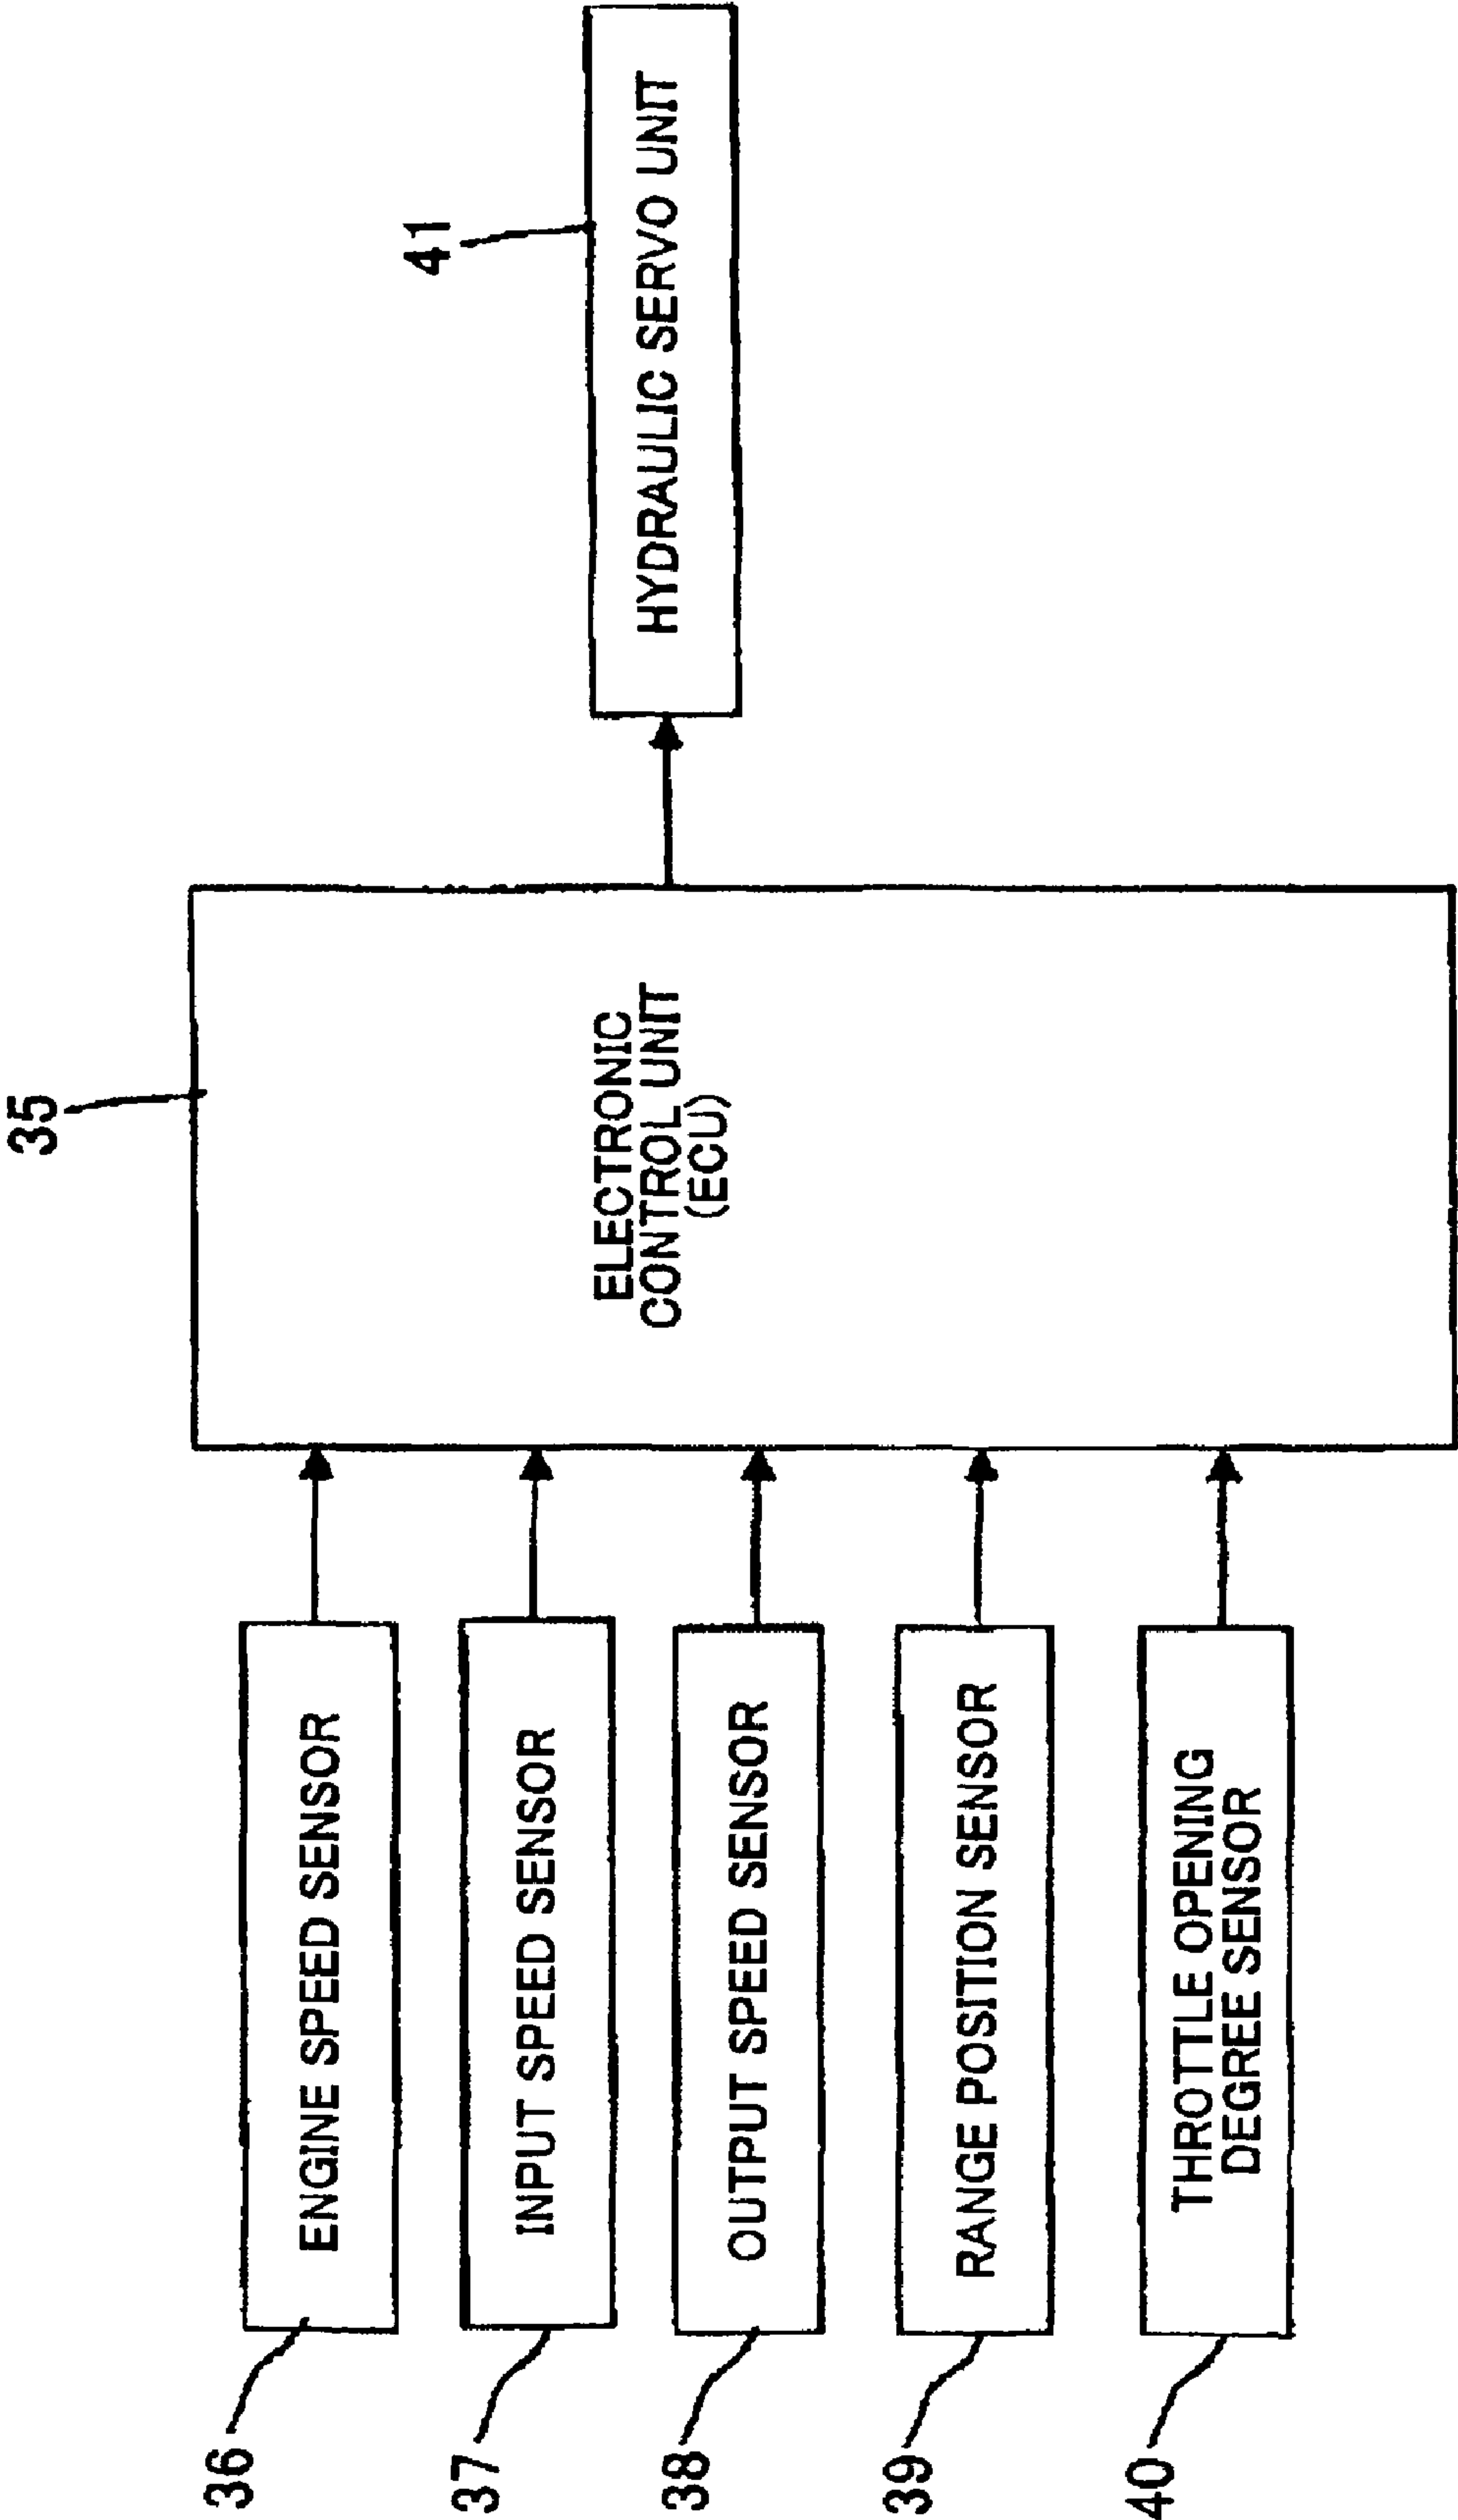 35
41
36
ENGINE SPEED SENSOR
37
INPUT SPEED SENSOR
38
OUTPUT SPEED SENSOR
39
RANGE POSITION SENSOR
40
THROTTLE OPENING
DEGREE SENSOR
ELECTRONIC
CONTROL UNIT
(ECU)
HYDRAULIC SERVO UNIT